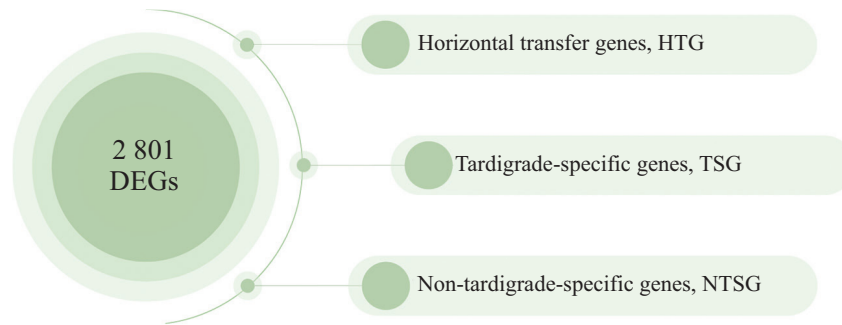 2 801
DEGs
Horizontal transfer genes, HTG
Tardigrade-specific genes, TSG
Non-tardigrade-specific genes, NTSG